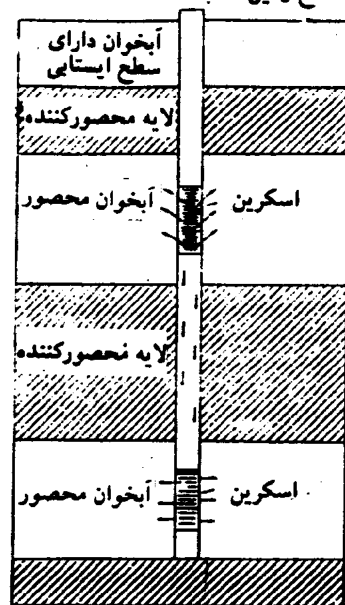 آبخوان دارای
سطح ایستابی
لایه محصورکننده
اسکرین
آبخوان محصور
لایه محصورکننده
اسکرین
آبخوان محصور